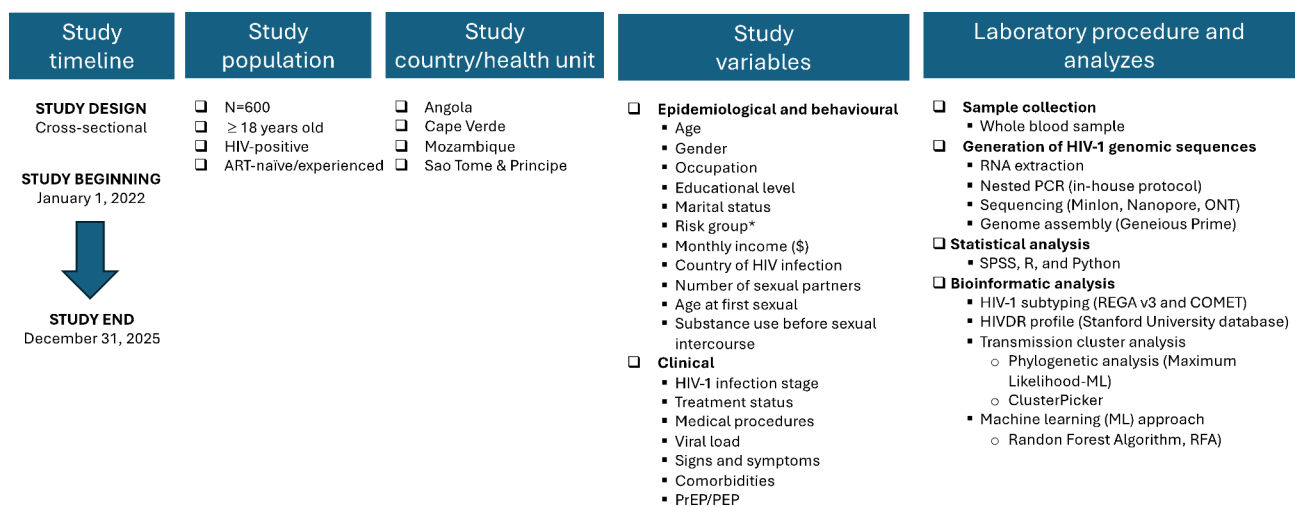 Study
timeline
STUDY DESIGN
Cross-sectional
STUDY BEGINNING
January 1, 2022
STUDY END
December 31, 2025
Study
population
N=600
≥ 18 years old
HIV-positive
ART-naïve/experienced
Study
country/health unit
Angola
Cape Verde
Mozambique
Sao Tome & Principe
Study
variables
Epidemiological and behavioural
Age
Gender
Occupation
Educational level
Marital status
Risk group*
Monthly income ($)
Country of HIV infection
Number of sexual partners
Age at first sexual
Substance use before sexual
intercourse
Clinical
HIV-1 infection stage
Treatment status
Medical procedures
Viral load
Signs and symptoms
Comorbidities
PrEP/PEP
Laboratory procedure and
analyzes
Sample collection
Whole blood sample
Generation of HIV-1 genomic sequences
RNA extraction
Nested PCR (in-house protocol)
Sequencing (MinIon, Nanopore, ONT)
Genome assembly (Geneious Prime)
Statistical analysis
SPSS, R, and Python
Bioinformatic analysis
HIV-1 subtyping (REGA v3 and COMET)
HIVDR profile (Stanford University database)
Transmission cluster analysis
Phylogenetic analysis (Maximum
Likelihood-ML)
ClusterPicker
Machine learning (ML) approach
Randon Forest Algorithm, RFA)